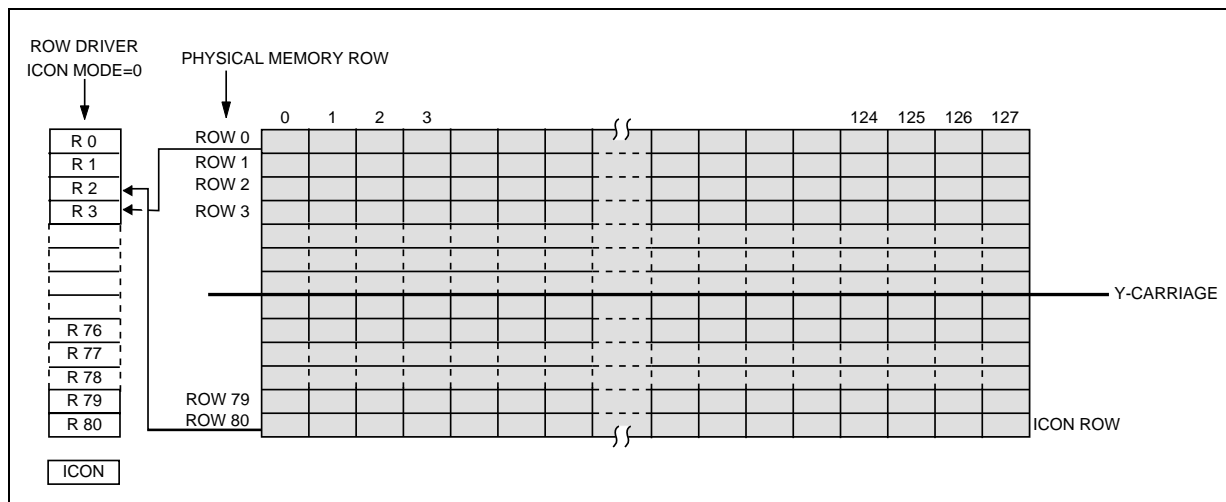 ROW DRIVER
ICON MODE=0
PHYSICAL MEMORY ROW
0 1 2 3 124 125 126 127
R 0
R 1
R 2
R 3
R 76
R 77
R 78
R 79
R 80
ICON
ROW 0
ROW 1
ROW 2
ROW 3
ROW 79
ROW 80
Y-CARRIAGE
ICON ROW